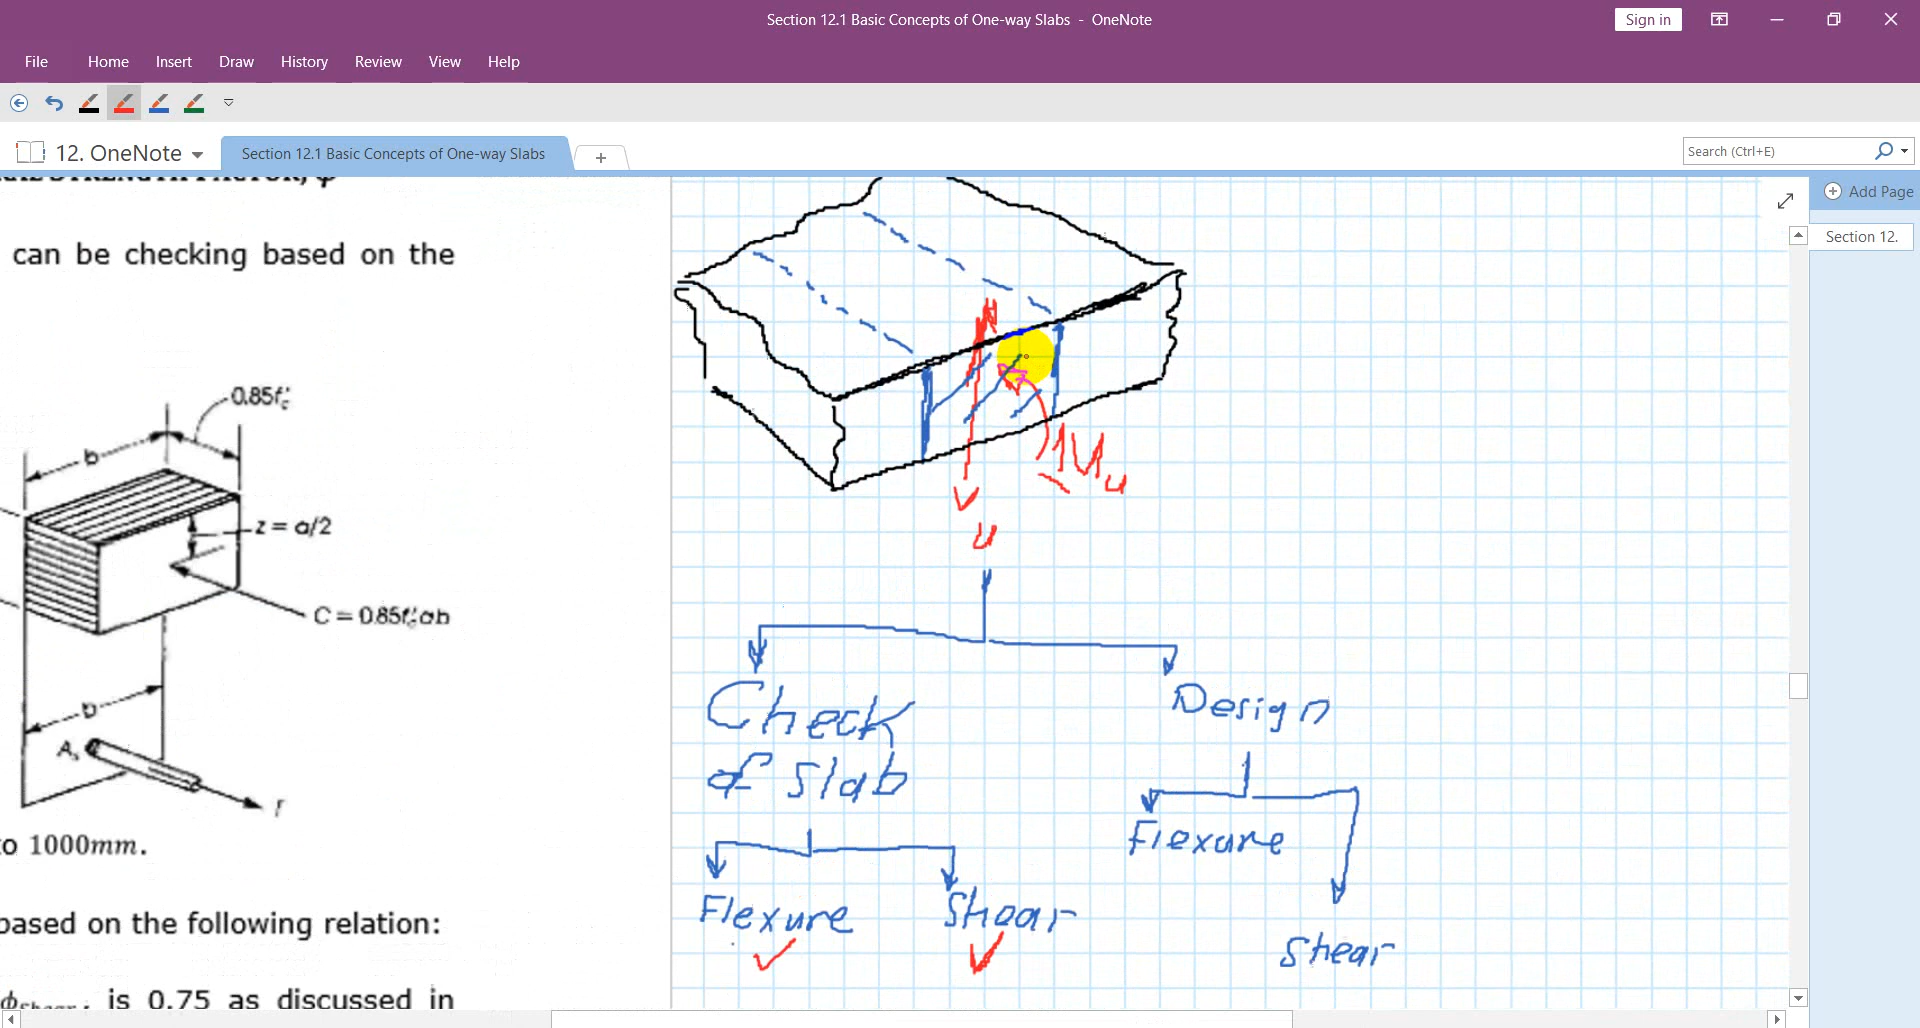 Section 12.1 Basic Concepts of One-way Slabs - OneNote
Sign in
File Home Insert Draw History Review View Help
12. OneNote
Section 12.1 Basic Concepts of One-way Slabs
Search (Ctrl+E)
Add Page
Section 12.
can be checking based on the
0.85f'c
b
z = a/2
C = 0.85f'c ab
b
As
T
to 1000mm.
based on the following relation:
is 0.75 as discussed in
Mu
Vu
Check
of Slab
Design
Flexure
Shear
Flexure
Shear